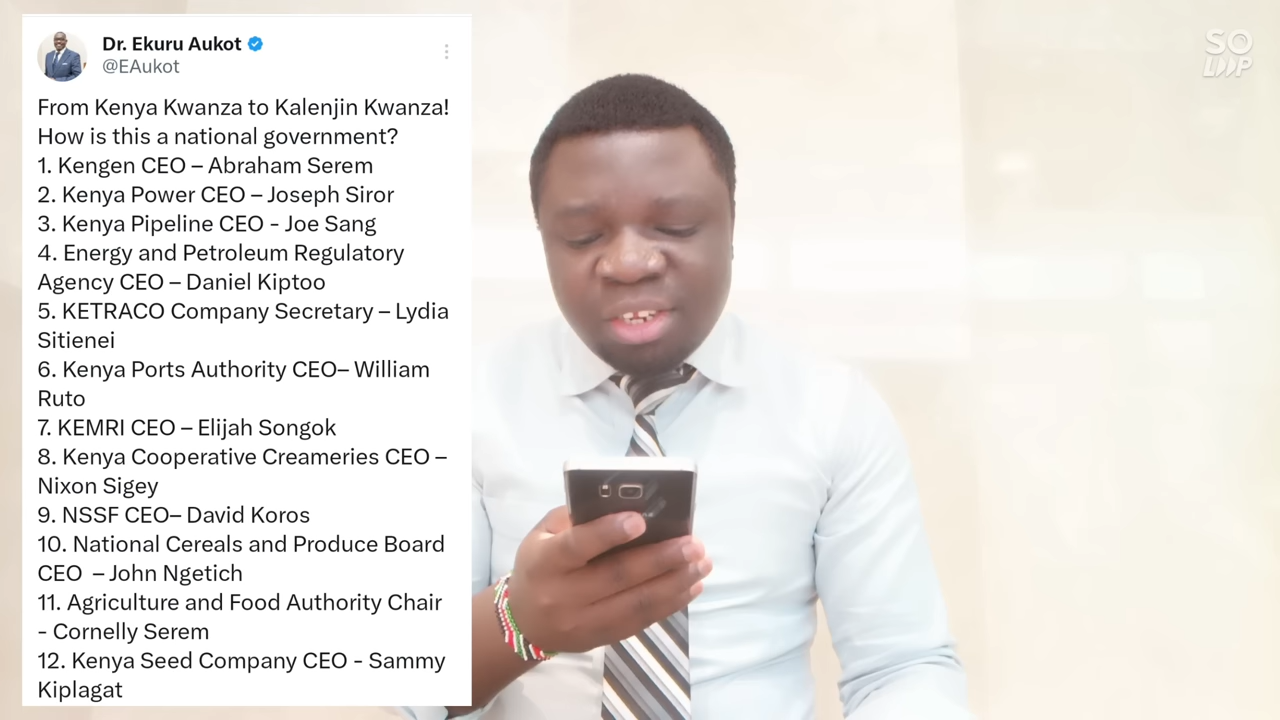 Dr. Ekuru Aukot
@EAukot
From Kenya Kwanza to Kalenjin Kwanza!
How is this a national government?
1. Kengen CEO – Abraham Serem
2. Kenya Power CEO – Joseph Siror
3. Kenya Pipeline CEO - Joe Sang
4. Energy and Petroleum Regulatory
Agency CEO – Daniel Kiptoo
5. KETRACO Company Secretary – Lydia
Sitienei
6. Kenya Ports Authority CEO– William
Ruto
7. KEMRI CEO – Elijah Songok
8. Kenya Cooperative Creameries CEO –
Nixon Sigey
9. NSSF CEO– David Koros
10. National Cereals and Produce Board
CEO – John Ngetich
11. Agriculture and Food Authority Chair
- Cornelly Serem
12. Kenya Seed Company CEO - Sammy
Kiplagat
SO
LOOP